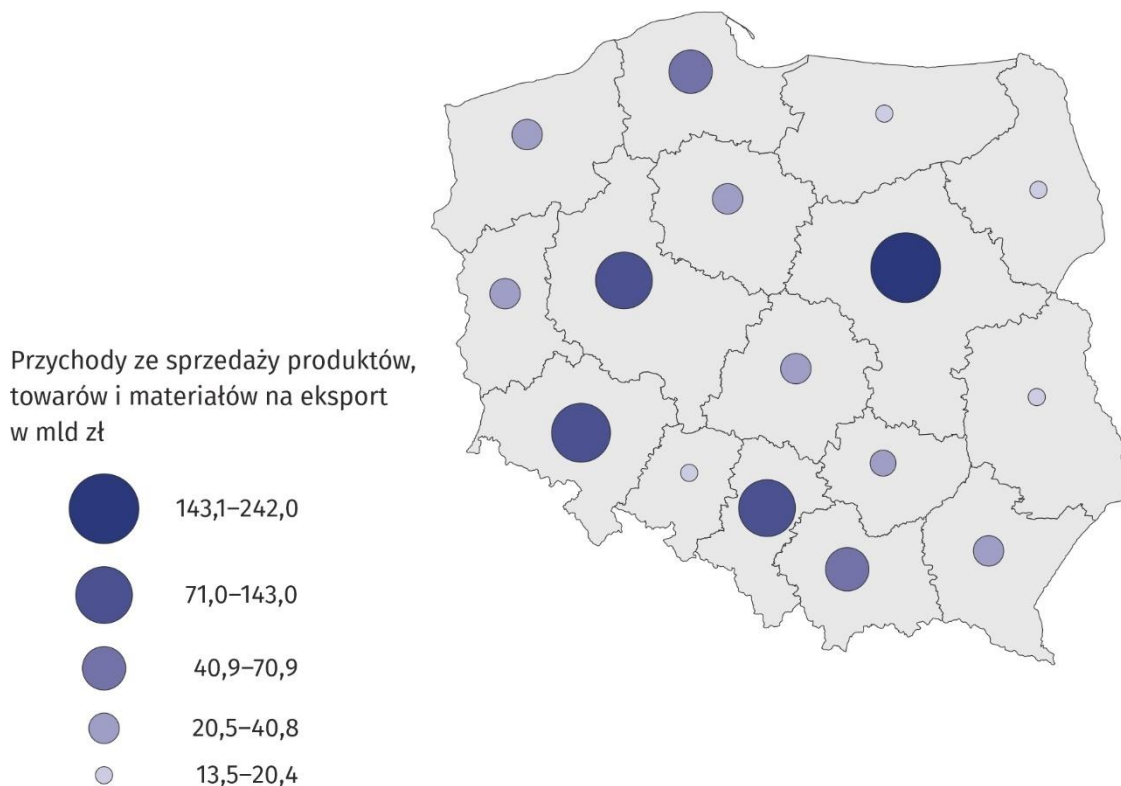 Przychody ze sprzedaży produktów,
towarów i materiałów na eksport
w mld zł
143,1–242,0
71,0–143,0
40,9–70,9
20,5–40,8
13,5–20,4